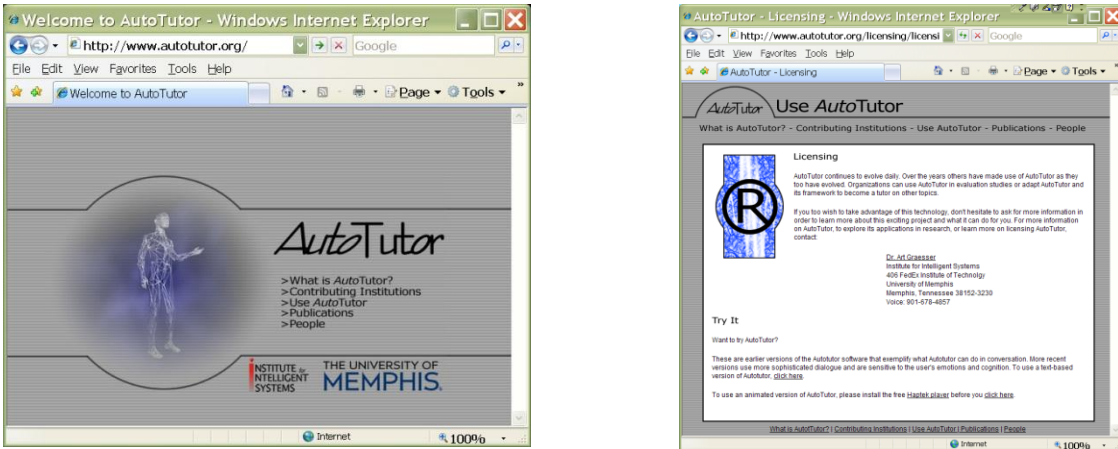 Welcome to AutoTutor - Windows Internet Explorer
http://www.autotutor.org/
Google
File Edit View Favorites Tools Help
Welcome to AutoTutor
Page Tools
AutoTutor
>What is AutoTutor?
>Contributing Institutions
>Use AutoTutor
>Publications
>People
INSTITUTE for
INTELLIGENT
SYSTEMS
THE UNIVERSITY OF
MEMPHIS.
Internet
100%
AutoTutor - Licensing - Windows Internet Explorer
http://www.autotutor.org/licensing/licensi
Google
File Edit View Favorites Tools Help
AutoTutor - Licensing
Page Tools
AutoTutor Use AutoTutor
What is AutoTutor? - Contributing Institutions - Use AutoTutor - Publications - People
®
Licensing
AutoTutor continues to evolve daily. Over the years others have made use of AutoTutor as they
too have evolved. Organizations can use AutoTutor in evaluation studies or adapt AutoTutor and
its framework to become a tutor on other topics.
If you too wish to take advantage of this technology, don't hesitate to ask for more information in
order to learn more about this exciting project and what it can do for you. For more information
on AutoTutor, to explore its applications in research, or learn more on licensing AutoTutor,
contact:
Dr. Art Graesser
Institute for Intelligent Systems
406 FedEx Institute of Technolgy
University of Memphis
Memphis, Tennessee 38152-3230
Voice: 901-678-4857
Try It
Want to try AutoTutor?
These are earlier versions of the Autotutor software that exemplify what Autotutor can do in conversation. More recent
versions use more sophisticated dialogue and are sensitive to the user's emotions and cognition. To use a text-based
version of Autotutor, click here.
To use an animated version of AutoTutor, please install the free Haptek player before you click here.
What is AutoTutor? | Contributing Institutions | Use AutoTutor | Publications | People
Internet
100%